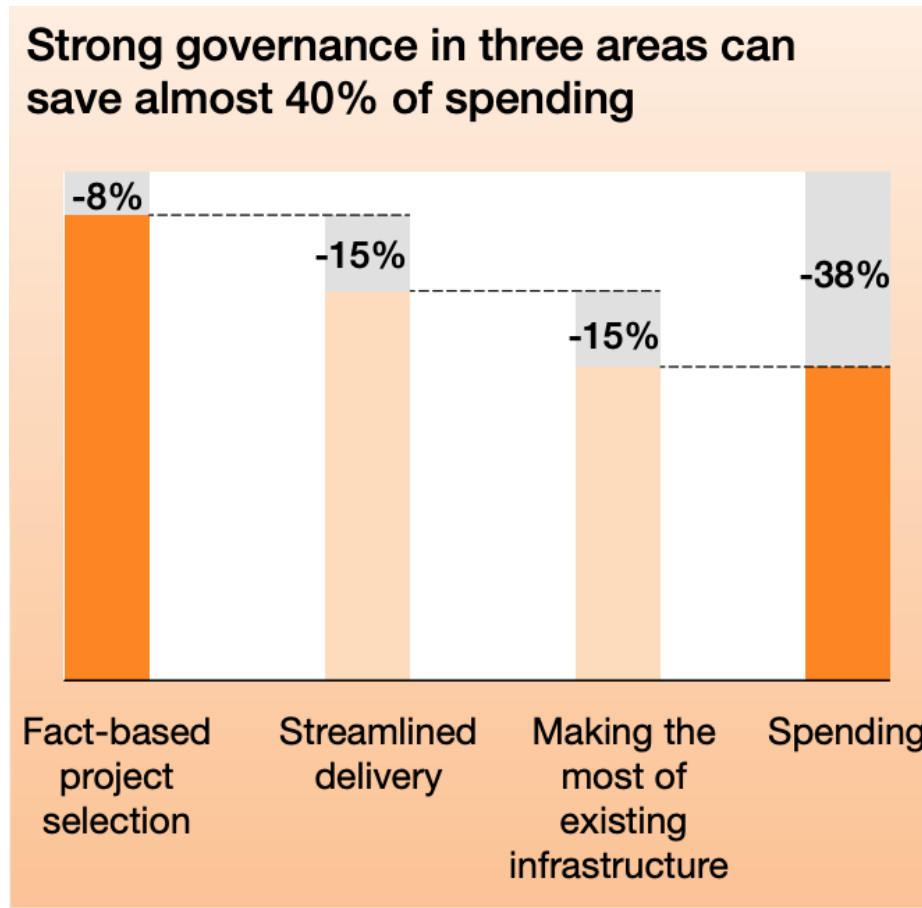 Strong governance in three areas can
save almost 40% of spending
-8%
-15%
-15%
-38%
Fact-based
project
selection
Streamlined
delivery
Making the
most of
existing
infrastructure
Spending